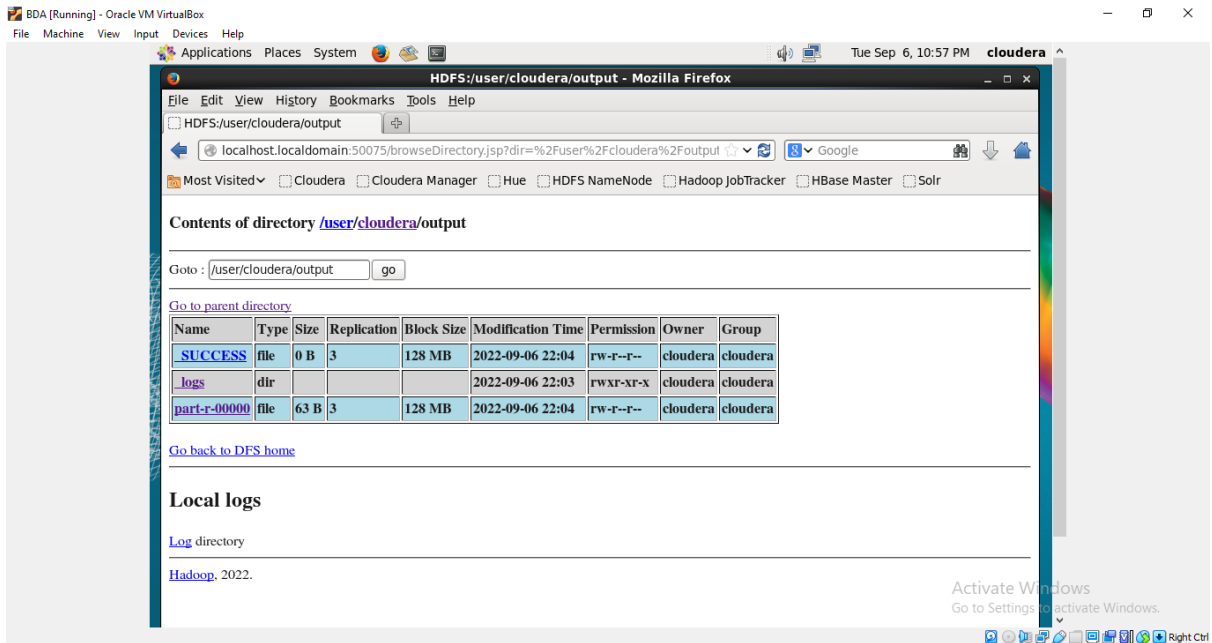 BDA [Running] - Oracle VM VirtualBox
File Machine View Input Devices Help
Applications Places System Tue Sep 6, 10:57 PM cloudera
HDFS:/user/cloudera/output - Mozilla Firefox
File Edit View History Bookmarks Tools Help
HDFS:/user/cloudera/output
localhost.localdomain:50075/browseDirectory.jsp?dir=%2Fuser%2Fcloudera%2Foutput 8 Google
Most Visited Cloudera Cloudera Manager Hue HDFS NameNode Hadoop JobTracker HBase Master Solr
Contents of directory /user/cloudera/output
Goto : /user/cloudera/output go
Go to parent directory
Name Type Size Replication Block Size Modification Time Permission Owner Group
_SUCCESS file 0 B 3 128 MB 2022-09-06 22:04 rw-r--r-- cloudera cloudera
_logs dir 2022-09-06 22:03 rwxr-xr-x cloudera cloudera
part-r-00000 file 63 B 3 128 MB 2022-09-06 22:04 rw-r--r-- cloudera cloudera
Go back to DFS home
Local logs
Log directory
Hadoop, 2022.
Activate Windows
Go to Settings to activate Windows.
Right Ctrl